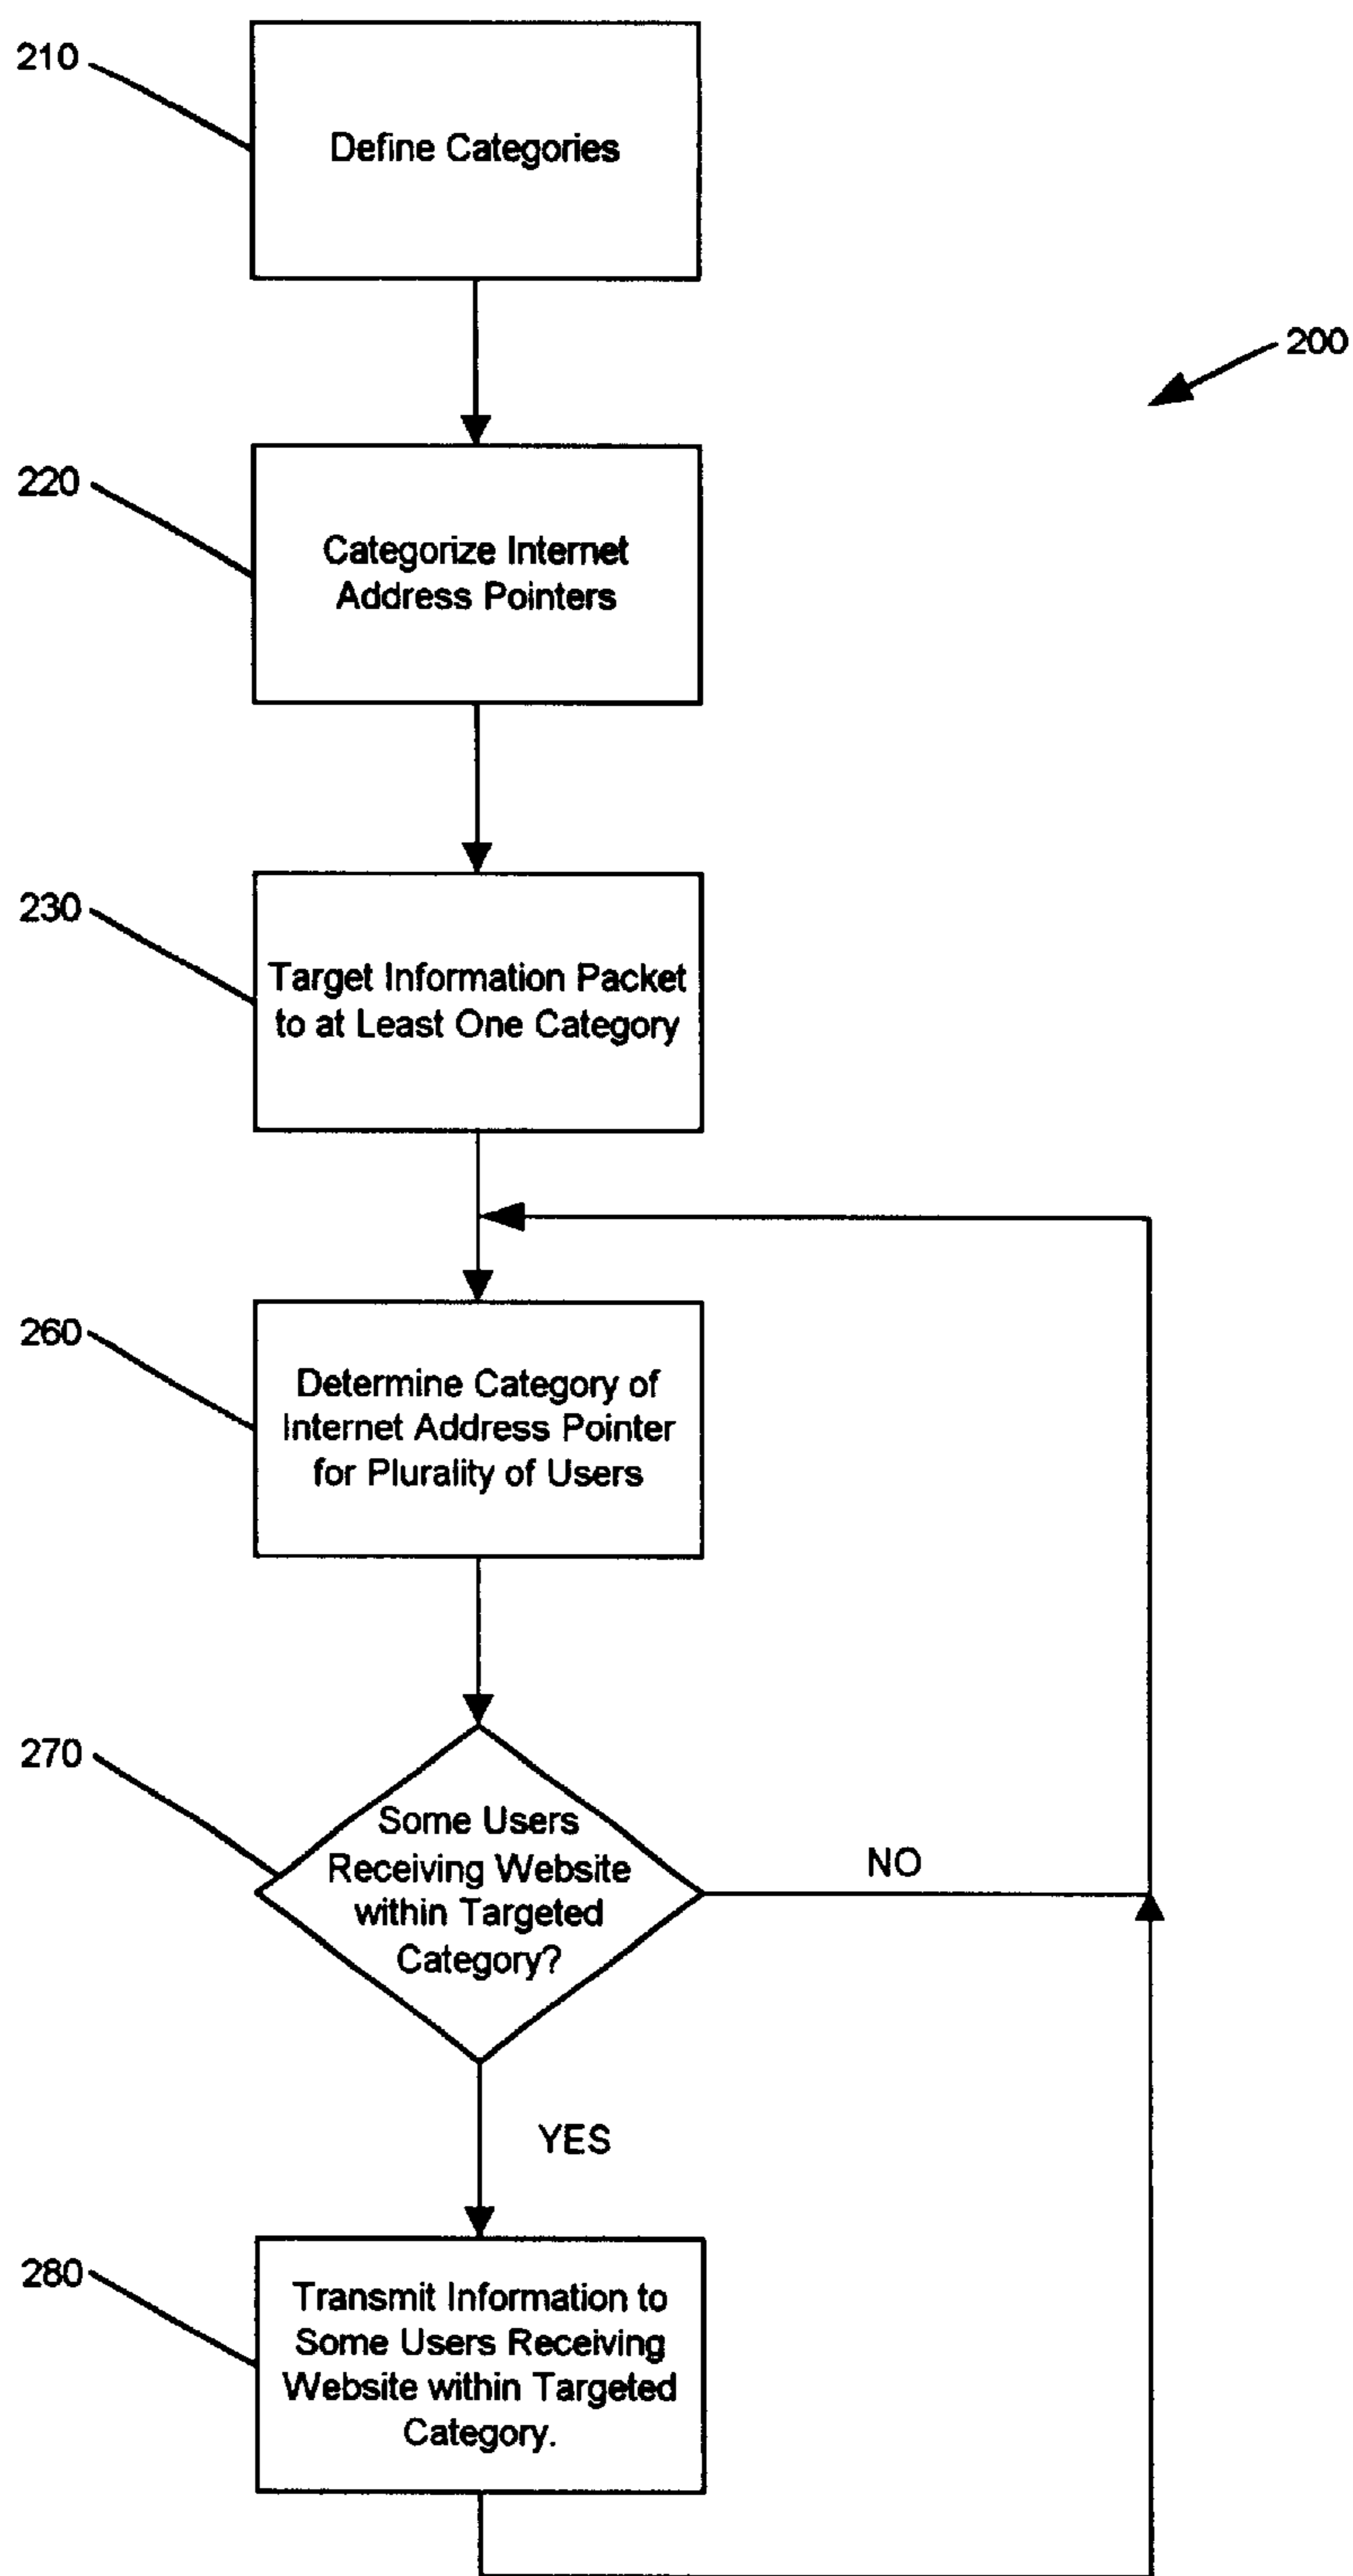 210
Define Categories
200
220
Categorize Internet
Address Pointers
230
Target Information Packet
to at Least One Category
260
Determine Category of
Internet Address Pointer
for Plurality of Users
270
Some Users
Receiving Website
within Targeted
Category?
NO
YES
280
Transmit Information to
Some Users Receiving
Website within Targeted
Category.